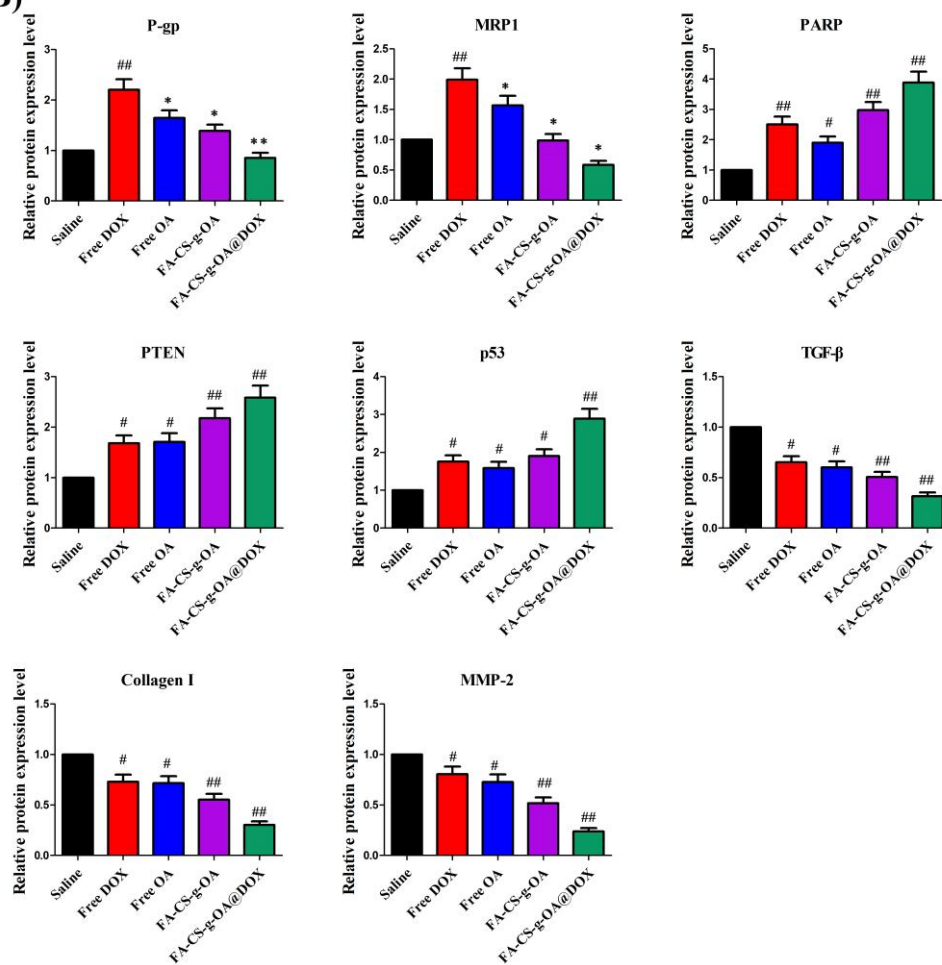 B)
P-gp
Relative protein expression level
3
2
1
0
##
*
*
**
Saline
Free DOX
Free OA
FA-CS-g-OA
FA-CS-g-OA@DOX
MRP1
Relative protein expression level
2.5
2.0
1.5
1.0
0.5
0.0
##
*
*
*
Saline
Free DOX
Free OA
FA-CS-g-OA
FA-CS-g-OA@DOX
PARP
Relative protein expression level
5
4
3
2
1
0
##
#
##
##
Saline
Free DOX
Free OA
FA-CS-g-OA
FA-CS-g-OA@DOX
PTEN
Relative protein expression level
3
2
1
0
#
#
##
##
Saline
Free DOX
Free OA
FA-CS-g-OA
FA-CS-g-OA@DOX
p53
Relative protein expression level
4
3
2
1
0
#
#
#
##
Saline
Free DOX
Free OA
FA-CS-g-OA
FA-CS-g-OA@DOX
TGF-β
Relative protein expression level
1.5
1.0
0.5
0.0
#
#
##
##
Saline
Free DOX
Free OA
FA-CS-g-OA
FA-CS-g-OA@DOX
Collagen I
Relative protein expression level
1.5
1.0
0.5
0.0
#
#
##
##
Saline
Free DOX
Free OA
FA-CS-g-OA
FA-CS-g-OA@DOX
MMP-2
Relative protein expression level
1.5
1.0
0.5
0.0
#
#
##
##
Saline
Free DOX
Free OA
FA-CS-g-OA
FA-CS-g-OA@DOX